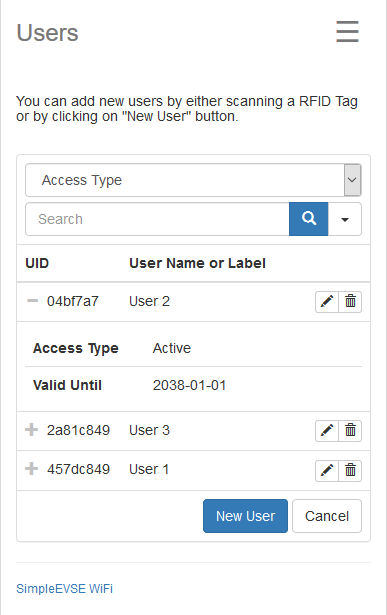 Users
You can add new users by either scanning a RFID Tag
or by clicking on "New User" button.
Access Type
Search
UID User Name or Label
04bf7a7 User 2
Access Type Active
Valid Until 2038-01-01
2a81c849 User 3
457dc849 User 1
New User Cancel
SimpleEVSE WiFi